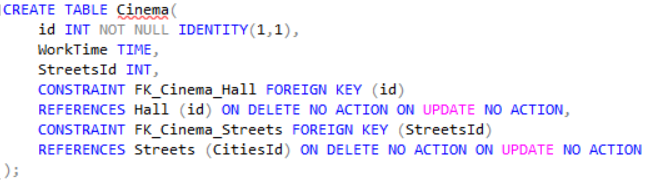 CREATE TABLE Cinema(
id INT NOT NULL IDENTITY(1,1),
WorkTime TIME,
StreetsId INT,
CONSTRAINT FK_Cinema_Hall FOREIGN KEY (id)
REFERENCES Hall (id) ON DELETE NO ACTION ON UPDATE NO ACTION,
CONSTRAINT FK_Cinema_Streets FOREIGN KEY (StreetsId)
REFERENCES Streets (CitiesId) ON DELETE NO ACTION ON UPDATE NO ACTION
);